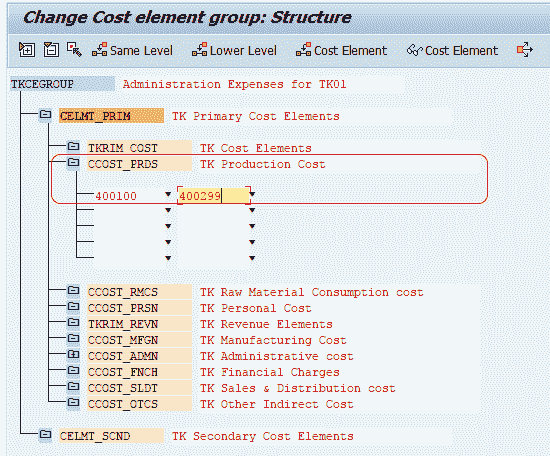 Change Cost element group: Structure
Same Level Lower Level Cost Element Cost Element
TKCEGROUP Administration Expenses for TK01
CELMT_PRIM TK Primary Cost Elements
TKRIM_COST TK Cost Elements
CCOST_PRDS TK Production Cost
400100 400299
CCOST_RMCS TK Raw Material Consumption cost
CCOST_PRSN TK Personal Cost
TKRIM_REVN TK Revenue Elements
CCOST_MFGN TK Manufacturing Cost
CCOST_ADMN TK Administrative cost
CCOST_FNCH TK Financial Charges
CCOST_SLDT TK Sales & Distribution cost
CCOST_OTCS TK Other Indirect Cost
CELMT_SCND TK Secondary Cost Elements